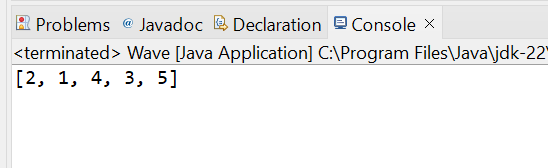 Problems @ Javadoc Declaration Console ×
<terminated> Wave [Java Application] C:\Program Files\Java\jdk-22\
[2, 1, 4, 3, 5]